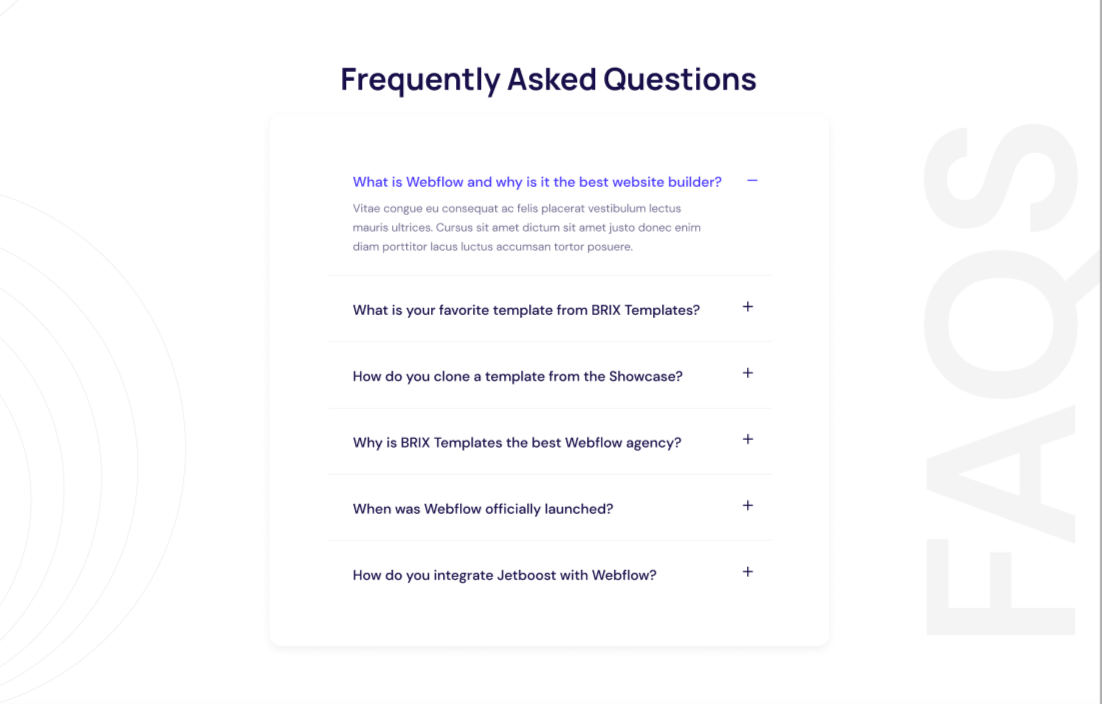 Frequently Asked Questions
What is Webflow and why is it the best website builder?
Vitae congue eu consequat ac felis placerat vestibulum lectus
mauris ultrices. Cursus sit amet dictum sit amet justo donec enim
diam porttitor lacus luctus accumsan tortor posuere.
What is your favorite template from BRIX Templates?
How do you clone a template from the Showcase?
Why is BRIX Templates the best Webflow agency?
When was Webflow officially launched?
How do you integrate Jetboost with Webflow?
FAQS